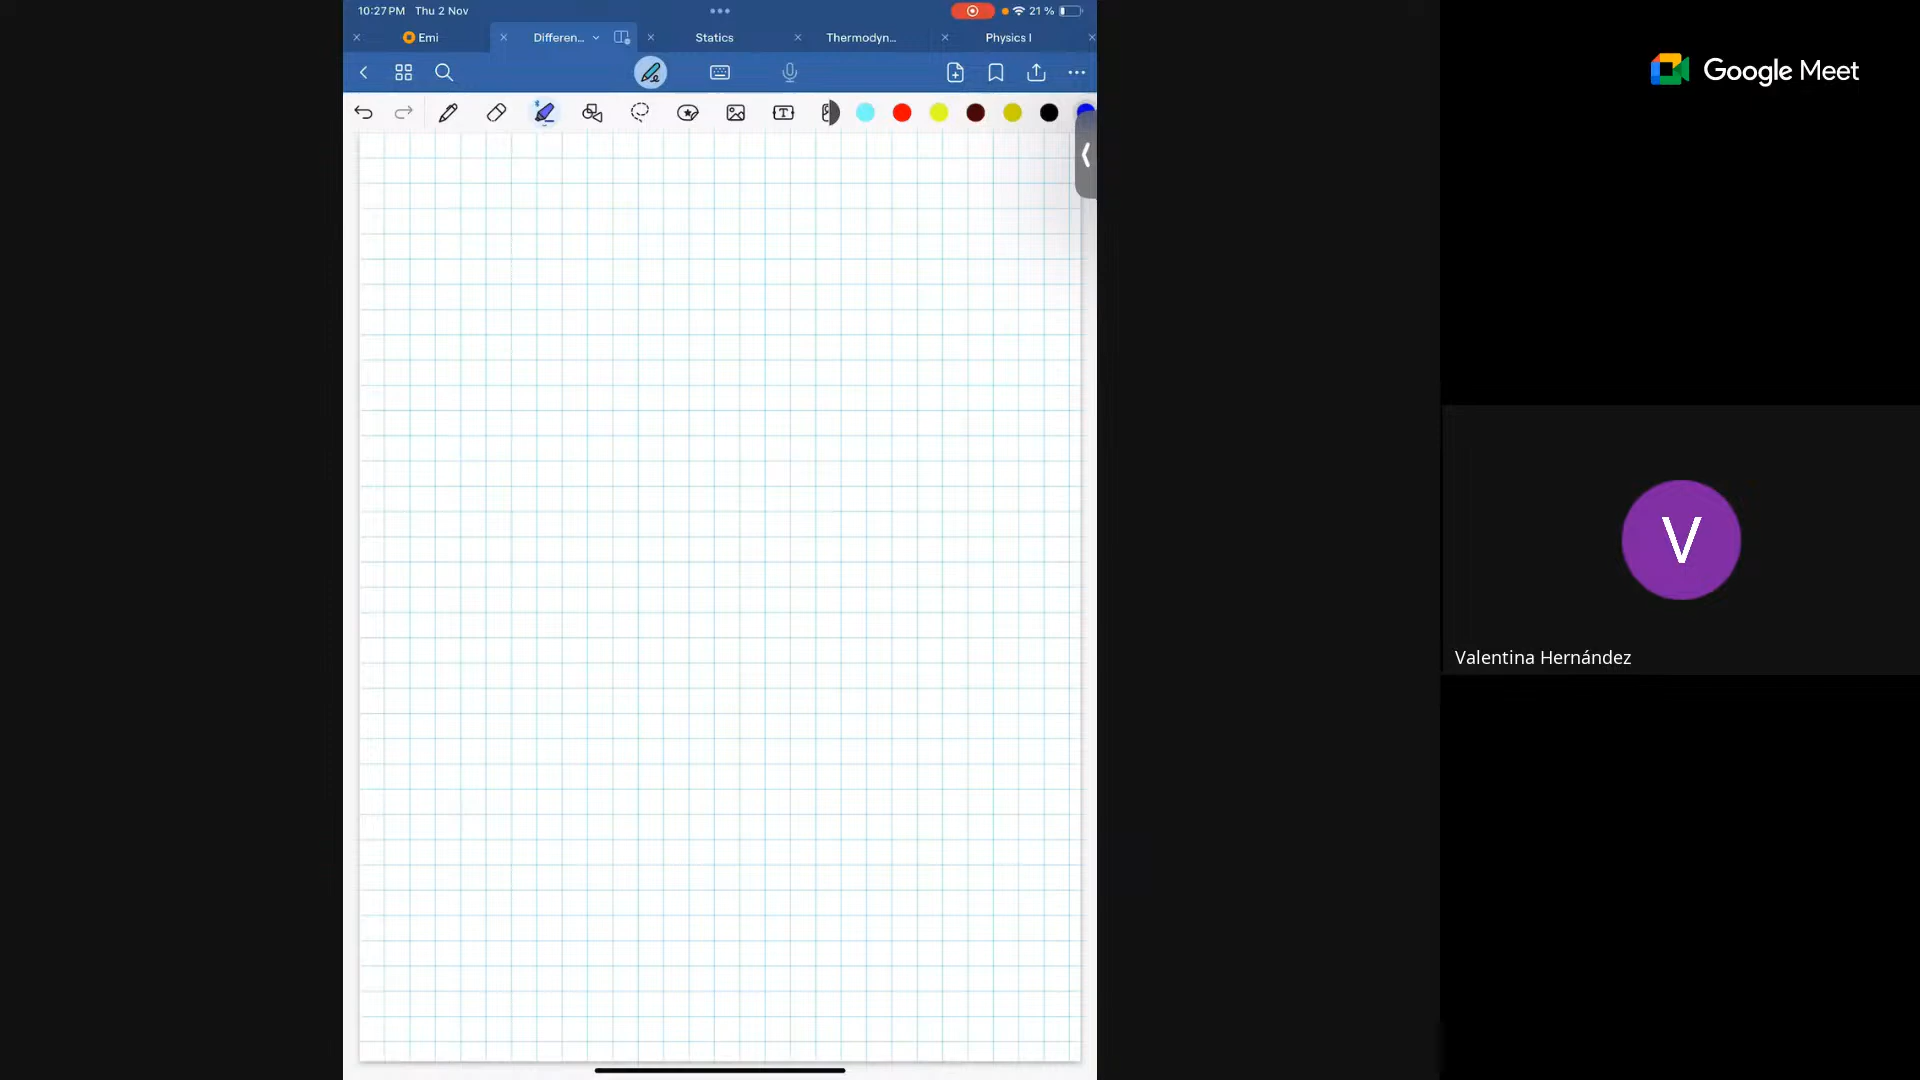 10:27 PM Thu 2 Nov
21 %
Emi
Differen...
Statics
Thermodyn...
Physics I
T
Google Meet
V
Valentina Hernández